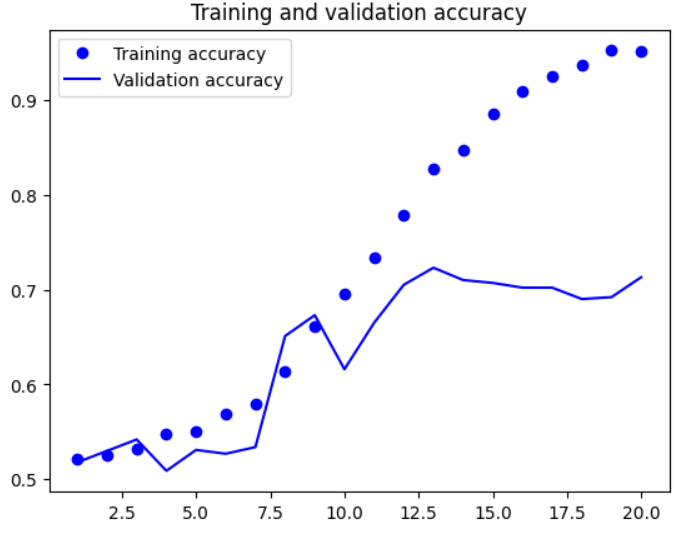 Training and validation accuracy
Training accuracy
Validation accuracy
0.9
0.8
0.7
0.6
0.5
2.5 5.0 7.5 10.0 12.5 15.0 17.5 20.0